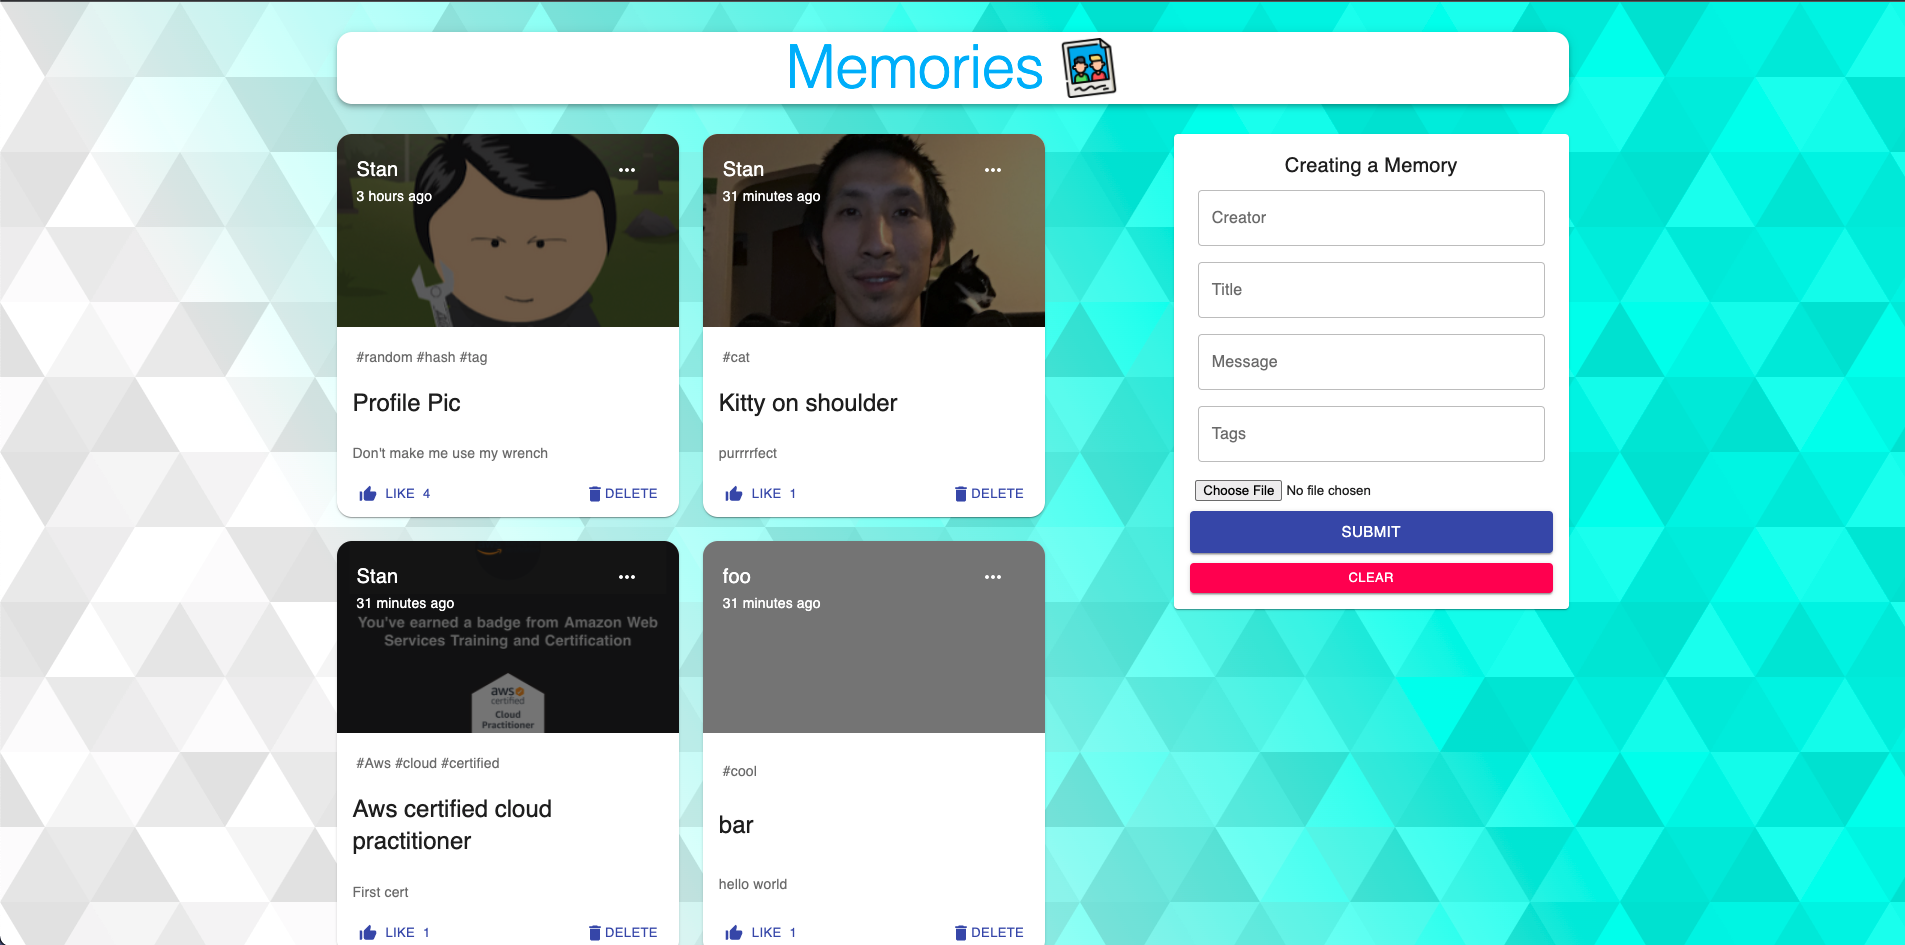 Memories
Stan
3 hours ago
#random #hash #tag
Profile Pic
Don't make me use my wrench
LIKE 4
DELETE
Stan
31 minutes ago
#cat
Kitty on shoulder
purrrrfect
LIKE 1
DELETE
Stan
31 minutes ago
You've earned a badge from Amazon Web
Services Training and Certification
aws
certified
Cloud
Practitioner
#Aws #cloud #certified
Aws certified cloud
practitioner
First cert
LIKE 1
DELETE
foo
31 minutes ago
#cool
bar
hello world
LIKE 1
DELETE
Creating a Memory
Creator
Title
Message
Tags
Choose File No file chosen
SUBMIT
CLEAR